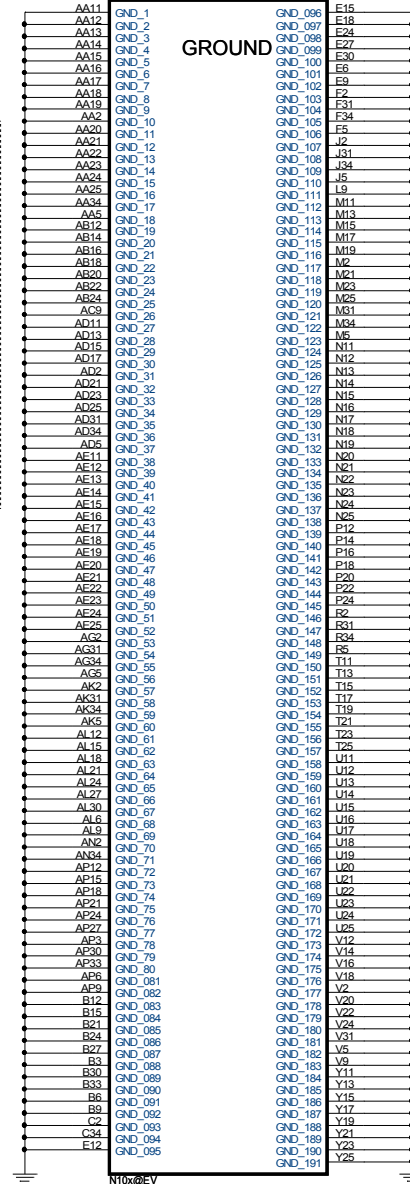 GROUND
AA11 GND_1
AA12 GND_2
AA13 GND_3
AA14 GND_4
AA15 GND_5
AA16 GND_6
AA17 GND_7
AA18 GND_8
AA19 GND_9
AA2 GND_10
AA20 GND_11
AA21 GND_12
AA22 GND_13
AA23 GND_14
AA24 GND_15
AA25 GND_16
AA34 GND_17
AA5 GND_18
AB12 GND_19
AB14 GND_20
AB16 GND_21
AB18 GND_22
AB20 GND_23
AB22 GND_24
AB24 GND_25
AC9 GND_26
AD11 GND_27
AD13 GND_28
AD15 GND_29
AD17 GND_30
AD2 GND_31
AD21 GND_32
AD23 GND_33
AD25 GND_34
AD31 GND_35
AD34 GND_36
AD5 GND_37
AE11 GND_38
AE12 GND_39
AE13 GND_40
AE14 GND_41
AE15 GND_42
AE16 GND_43
AE17 GND_44
AE18 GND_45
AE19 GND_46
AE20 GND_47
AE21 GND_48
AE22 GND_49
AE23 GND_50
AE24 GND_51
AE25 GND_52
AG2 GND_53
AG31 GND_54
AG34 GND_55
AG5 GND_56
AK2 GND_57
AK31 GND_58
AK34 GND_59
AK5 GND_60
AL12 GND_61
AL15 GND_62
AL18 GND_63
AL21 GND_64
AL24 GND_65
AL27 GND_66
AL30 GND_67
AL6 GND_68
AL9 GND_69
AN2 GND_70
AN34 GND_71
AP12 GND_72
AP15 GND_73
AP18 GND_74
AP21 GND_75
AP24 GND_76
AP27 GND_77
AP3 GND_78
AP30 GND_79
AP33 GND_80
AP6 GND_081
AP9 GND_082
B12 GND_083
B15 GND_084
B21 GND_085
B24 GND_086
B27 GND_087
B3 GND_088
B30 GND_089
B33 GND_090
B6 GND_091
B9 GND_092
C2 GND_093
C34 GND_094
E12 GND_095
GND_096 E15
GND_097 E18
GND_098 E24
GND_099 E27
GND_100 E30
GND_101 E6
GND_102 E9
GND_103 F2
GND_104 F31
GND_105 F34
GND_106 F5
GND_107 J2
GND_108 J31
GND_109 J34
GND_110 J5
GND_111 L9
GND_112 M11
GND_113 M13
GND_114 M15
GND_115 M17
GND_116 M19
GND_117 M2
GND_118 M21
GND_119 M23
GND_120 M25
GND_121 M31
GND_122 M34
GND_123 M5
GND_124 N11
GND_125 N12
GND_126 N13
GND_127 N14
GND_128 N15
GND_129 N16
GND_130 N17
GND_131 N18
GND_132 N19
GND_133 N20
GND_134 N21
GND_135 N22
GND_136 N23
GND_137 N24
GND_138 N25
GND_139 P12
GND_140 P14
GND_141 P16
GND_142 P18
GND_143 P20
GND_144 P22
GND_145 P24
GND_146 R2
GND_147 R31
GND_148 R34
GND_149 R5
GND_150 T11
GND_151 T13
GND_152 T15
GND_153 T17
GND_154 T19
GND_155 T21
GND_156 T23
GND_157 T25
GND_158 U11
GND_159 U12
GND_160 U13
GND_161 U14
GND_162 U15
GND_163 U16
GND_164 U17
GND_165 U18
GND_166 U19
GND_167 U20
GND_168 U21
GND_169 U22
GND_170 U23
GND_171 U24
GND_172 U25
GND_173 V12
GND_174 V14
GND_175 V16
GND_176 V18
GND_177 V2
GND_178 V20
GND_179 V22
GND_180 V24
GND_181 V31
GND_182 V5
GND_183 V9
GND_184 Y11
GND_185 Y13
GND_186 Y15
GND_187 Y17
GND_188 Y19
GND_189 Y21
GND_190 Y23
GND_191 Y25
N10x@EV